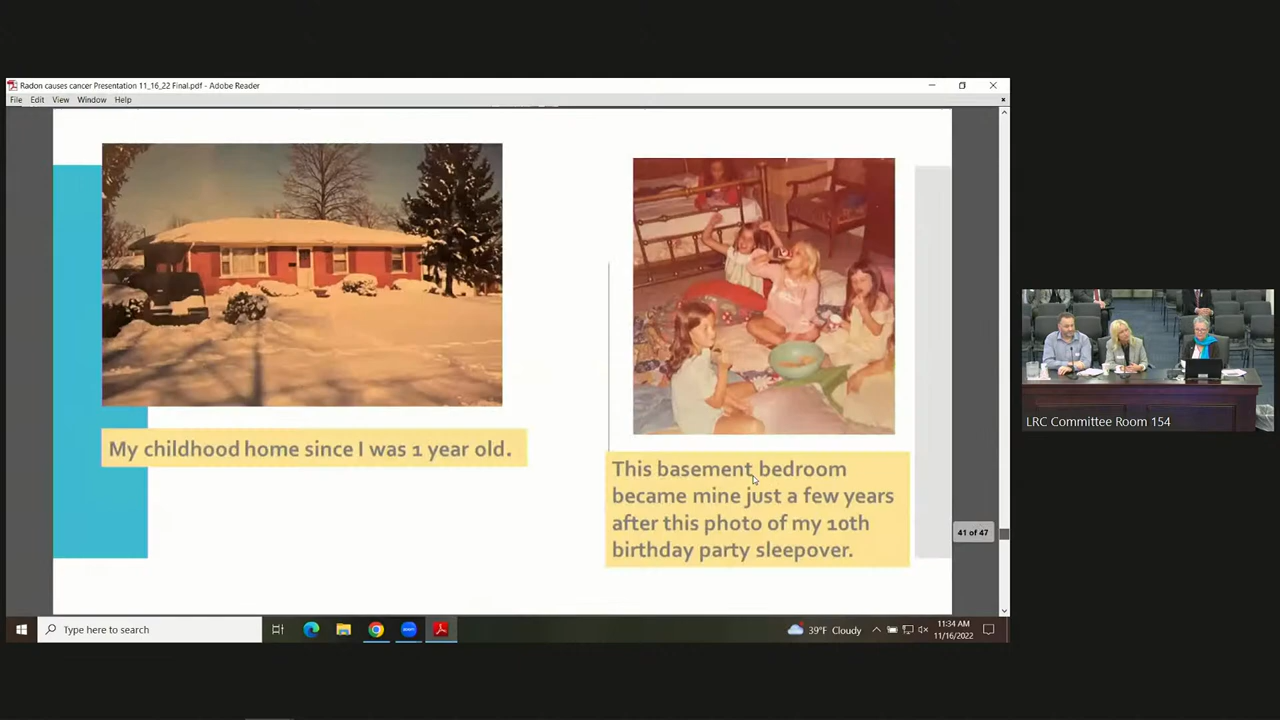 Radon causes cancer Presentation 11_16_22 Final.pdf - Adobe Reader
File Edit View Window Help
My childhood home since I was 1 year old.
This basement bedroom
became mine just a few years
after this photo of my 10th
birthday party sleepover.
41 of 47
LRC Committee Room 154
Type here to search
39°F Cloudy
11:34 AM
11/16/2022